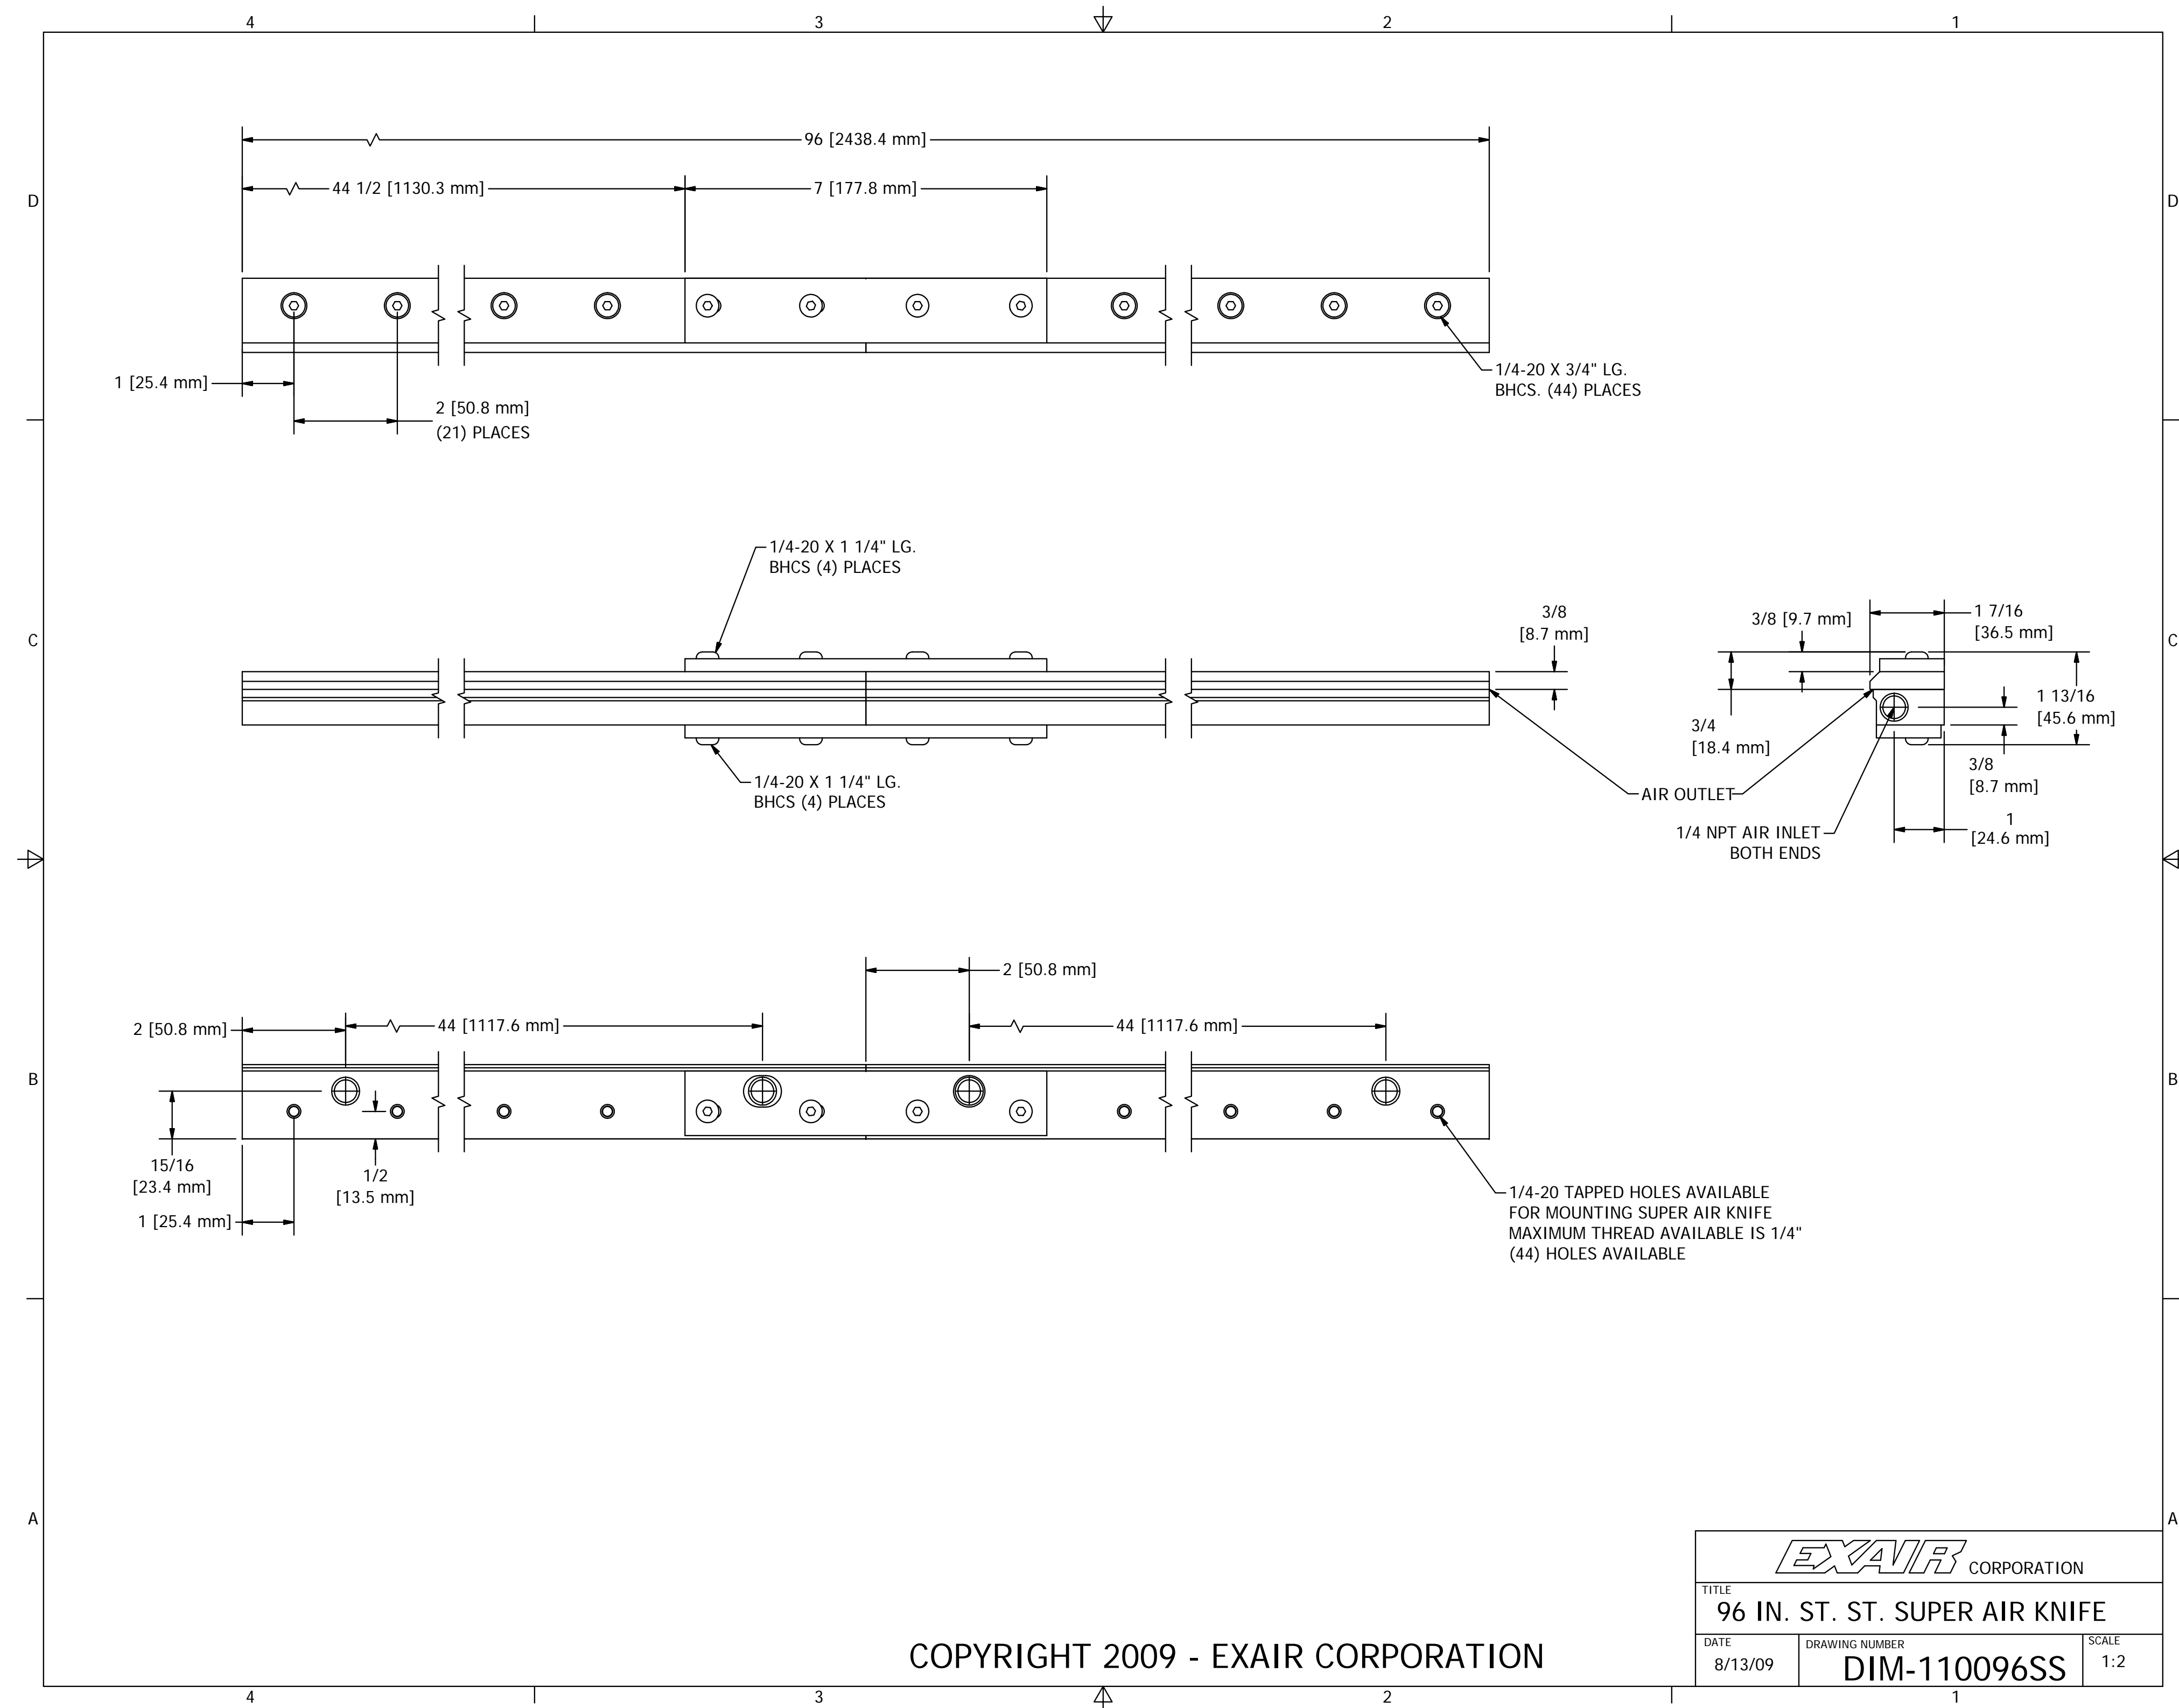 4 3 2 1
96 [2438.4 mm]
44 1/2 [1130.3 mm]
7 [177.8 mm]
D
D
1 [25.4 mm]
2 [50.8 mm]
(21) PLACES
1/4-20 X 3/4" LG.
BHCS. (44) PLACES
1/4-20 X 1 1/4" LG.
BHCS (4) PLACES
C
C
3/8
[8.7 mm]
3/8 [9.7 mm]
1 7/16
[36.5 mm]
3/4
[18.4 mm]
1 13/16
[45.6 mm]
3/8
[8.7 mm]
1
[24.6 mm]
1/4-20 X 1 1/4" LG.
BHCS (4) PLACES
AIR OUTLET
1/4 NPT AIR INLET
BOTH ENDS
2 [50.8 mm]
2 [50.8 mm]
44 [1117.6 mm]
44 [1117.6 mm]
B
B
15/16
[23.4 mm]
1/2
[13.5 mm]
1 [25.4 mm]
1/4-20 TAPPED HOLES AVAILABLE
FOR MOUNTING SUPER AIR KNIFE
MAXIMUM THREAD AVAILABLE IS 1/4"
(44) HOLES AVAILABLE
A
A
EXAIR CORPORATION
TITLE
96 IN. ST. ST. SUPER AIR KNIFE
DATE
8/13/09
DRAWING NUMBER
DIM-110096SS
SCALE
1:2
COPYRIGHT 2009 - EXAIR CORPORATION
4 3 2 1